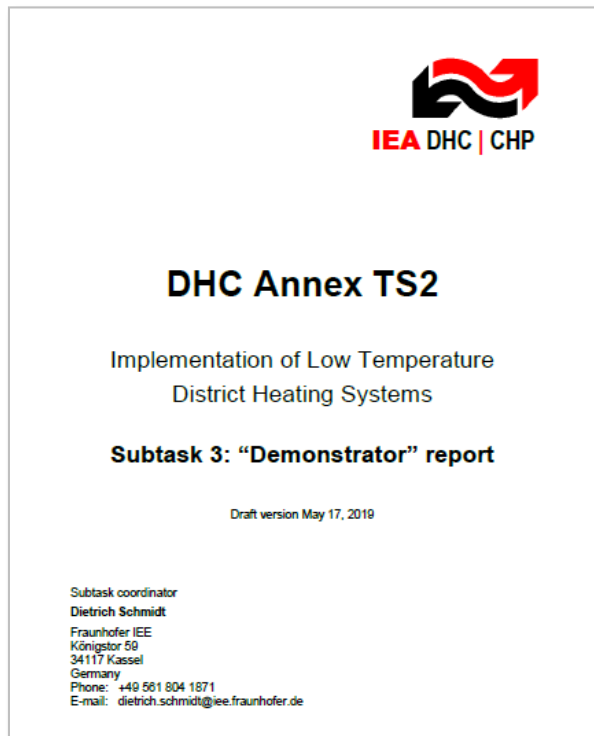 IEA DHC | CHP
DHC Annex TS2
Implementation of Low Temperature
District Heating Systems
Subtask 3: “Demonstrator” report
Draft version May 17, 2019
Subtask coordinator
Dietrich Schmidt
Fraunhofer IEE
Königstor 59
34117 Kassel
Germany
Phone: +49 561 804 1871
E-mail: dietrich.schmidt@iee.fraunhofer.de